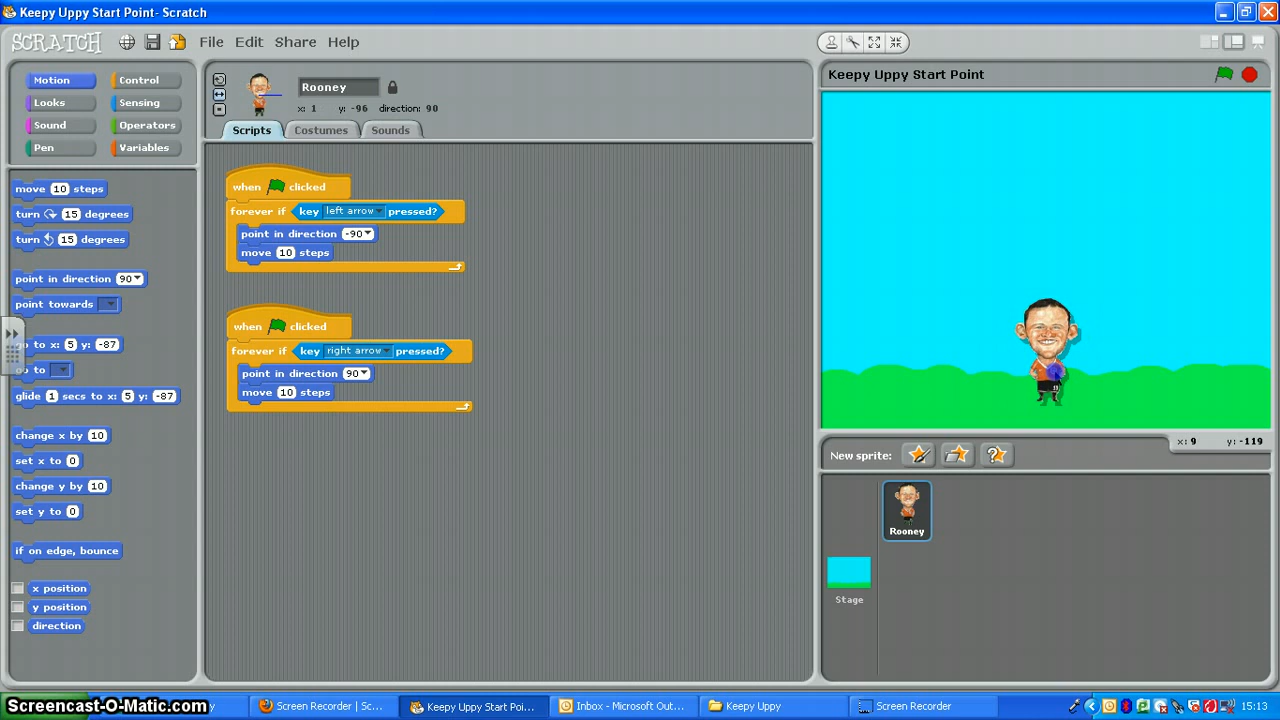 Keepy Uppy Start Point- Scratch
SCRATCH
File Edit Share Help
Motion Control
Looks Sensing
Sound Operators
Pen Variables
move 10 steps
turn 15 degrees
turn 15 degrees
point in direction 90
point towards
go to x: 5 y: -87
go to
glide 1 secs to x: 5 y: -87
change x by 10
set x to 0
change y by 10
set y to 0
if on edge, bounce
x position
y position
direction
Rooney
x: 1 y: -96 direction: 90
Scripts Costumes Sounds
when clicked
forever if key left arrow pressed?
point in direction -90
move 10 steps
when clicked
forever if key right arrow pressed?
point in direction 90
move 10 steps
Keepy Uppy Start Point
x: 9 y: -119
New sprite:
Rooney
Stage
Screencast-O-Matic.com
Screen Recorder | Sc...
Keepy Uppy Start Poi...
Inbox - Microsoft Out...
Keepy Uppy
Screen Recorder
15:13